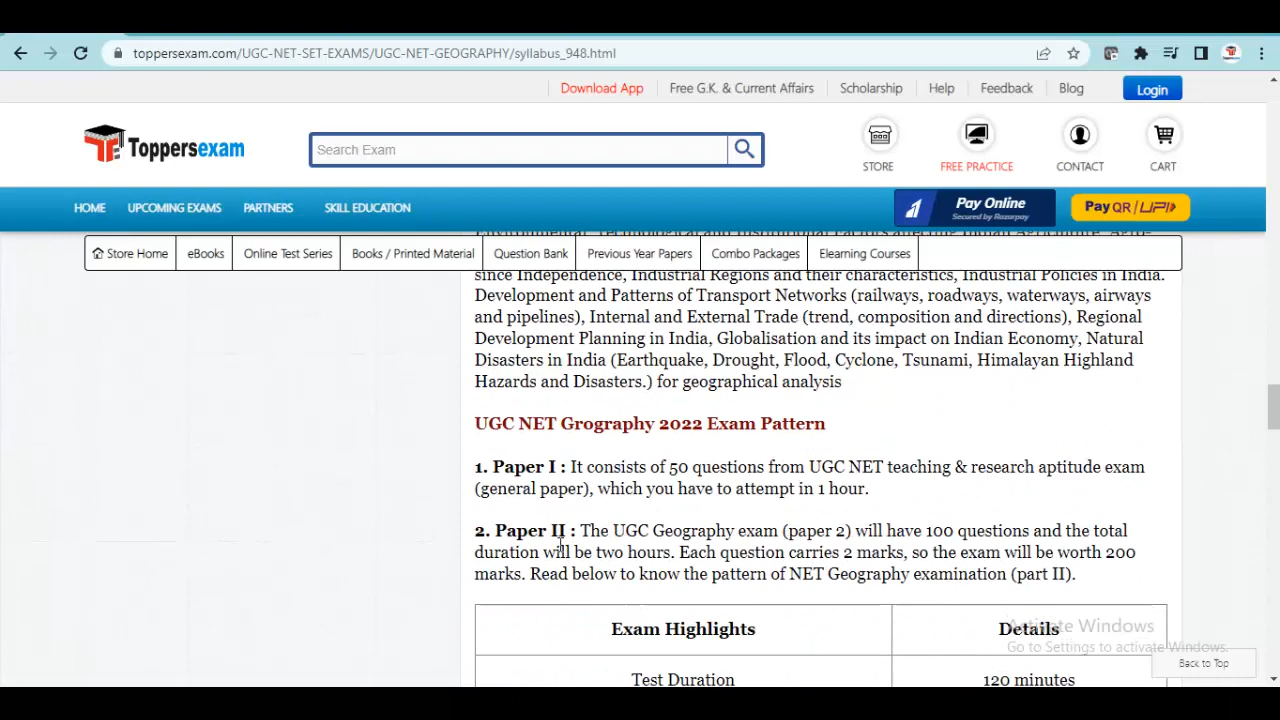 toppersexam.com/UGC-NET-SET-EXAMS/UGC-NET-GEOGRAPHY/syllabus_948.html
Download App Free G.K. & Current Affairs Scholarship Help Feedback Blog Login
Toppersexam
Search Exam
STORE FREE PRACTICE CONTACT CART
HOME UPCOMING EXAMS PARTNERS SKILL EDUCATION
Pay Online
Secured by Razorpay
Pay QR / UPI
Environmental, Technological and Institutional Factors affecting Indian Agriculture, Agro-
Store Home eBooks Online Test Series Books / Printed Material Question Bank Previous Year Papers Combo Packages Elearning Courses
since Independence, Industrial Regions and their characteristics, Industrial Policies in India.
Development and Patterns of Transport Networks (railways, roadways, waterways, airways
and pipelines), Internal and External Trade (trend, composition and directions), Regional
Development Planning in India, Globalisation and its impact on Indian Economy, Natural
Disasters in India (Earthquake, Drought, Flood, Cyclone, Tsunami, Himalayan Highland
Hazards and Disasters.) for geographical analysis
UGC NET Grography 2022 Exam Pattern
1. Paper I : It consists of 50 questions from UGC NET teaching & research aptitude exam
(general paper), which you have to attempt in 1 hour.
2. Paper II : The UGC Geography exam (paper 2) will have 100 questions and the total
duration will be two hours. Each question carries 2 marks, so the exam will be worth 200
marks. Read below to know the pattern of NET Geography examination (part II).
Exam Highlights Details
Activate Windows
Go to Settings to activate Windows.
Back to Top
Test Duration 120 minutes